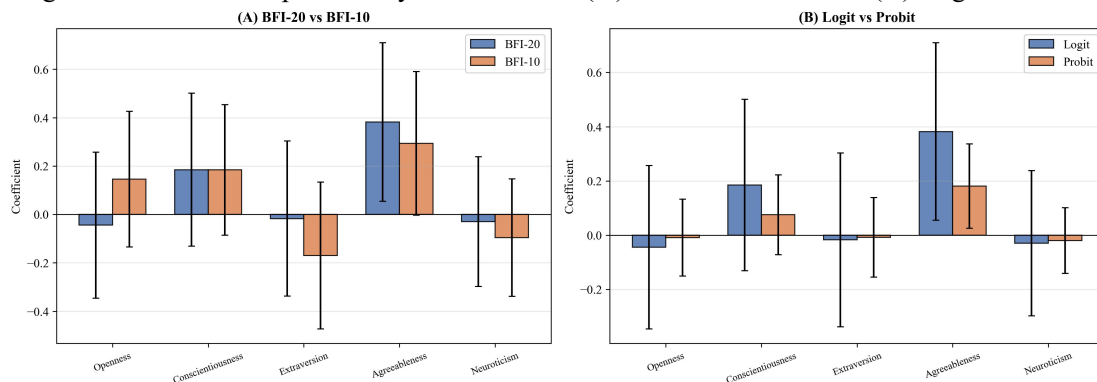 (A) BFI-20 vs BFI-10
BFI-20
BFI-10
Coefficient
0.6
0.4
0.2
0.0
−0.2
−0.4
Openness
Conscientiousness
Extraversion
Agreeableness
Neuroticism
(B) Logit vs Probit
Logit
Probit
Coefficient
0.6
0.4
0.2
0.0
−0.2
Openness
Conscientiousness
Extraversion
Agreeableness
Neuroticism